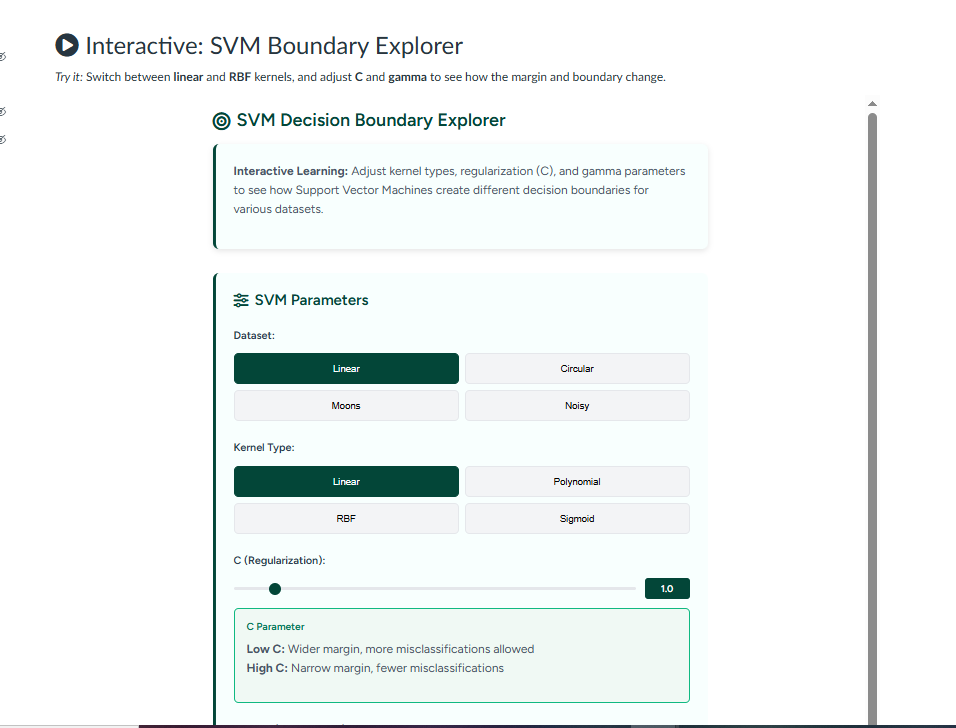 Interactive: SVM Boundary Explorer
Try it: Switch between linear and RBF kernels, and adjust C and gamma to see how the margin and boundary change.
SVM Decision Boundary Explorer
Interactive Learning: Adjust kernel types, regularization (C), and gamma parameters
to see how Support Vector Machines create different decision boundaries for
various datasets.
SVM Parameters
Dataset:
Linear
Circular
Moons
Noisy
Kernel Type:
Linear
Polynomial
RBF
Sigmoid
C (Regularization):
1.0
C Parameter
Low C: Wider margin, more misclassifications allowed
High C: Narrow margin, fewer misclassifications